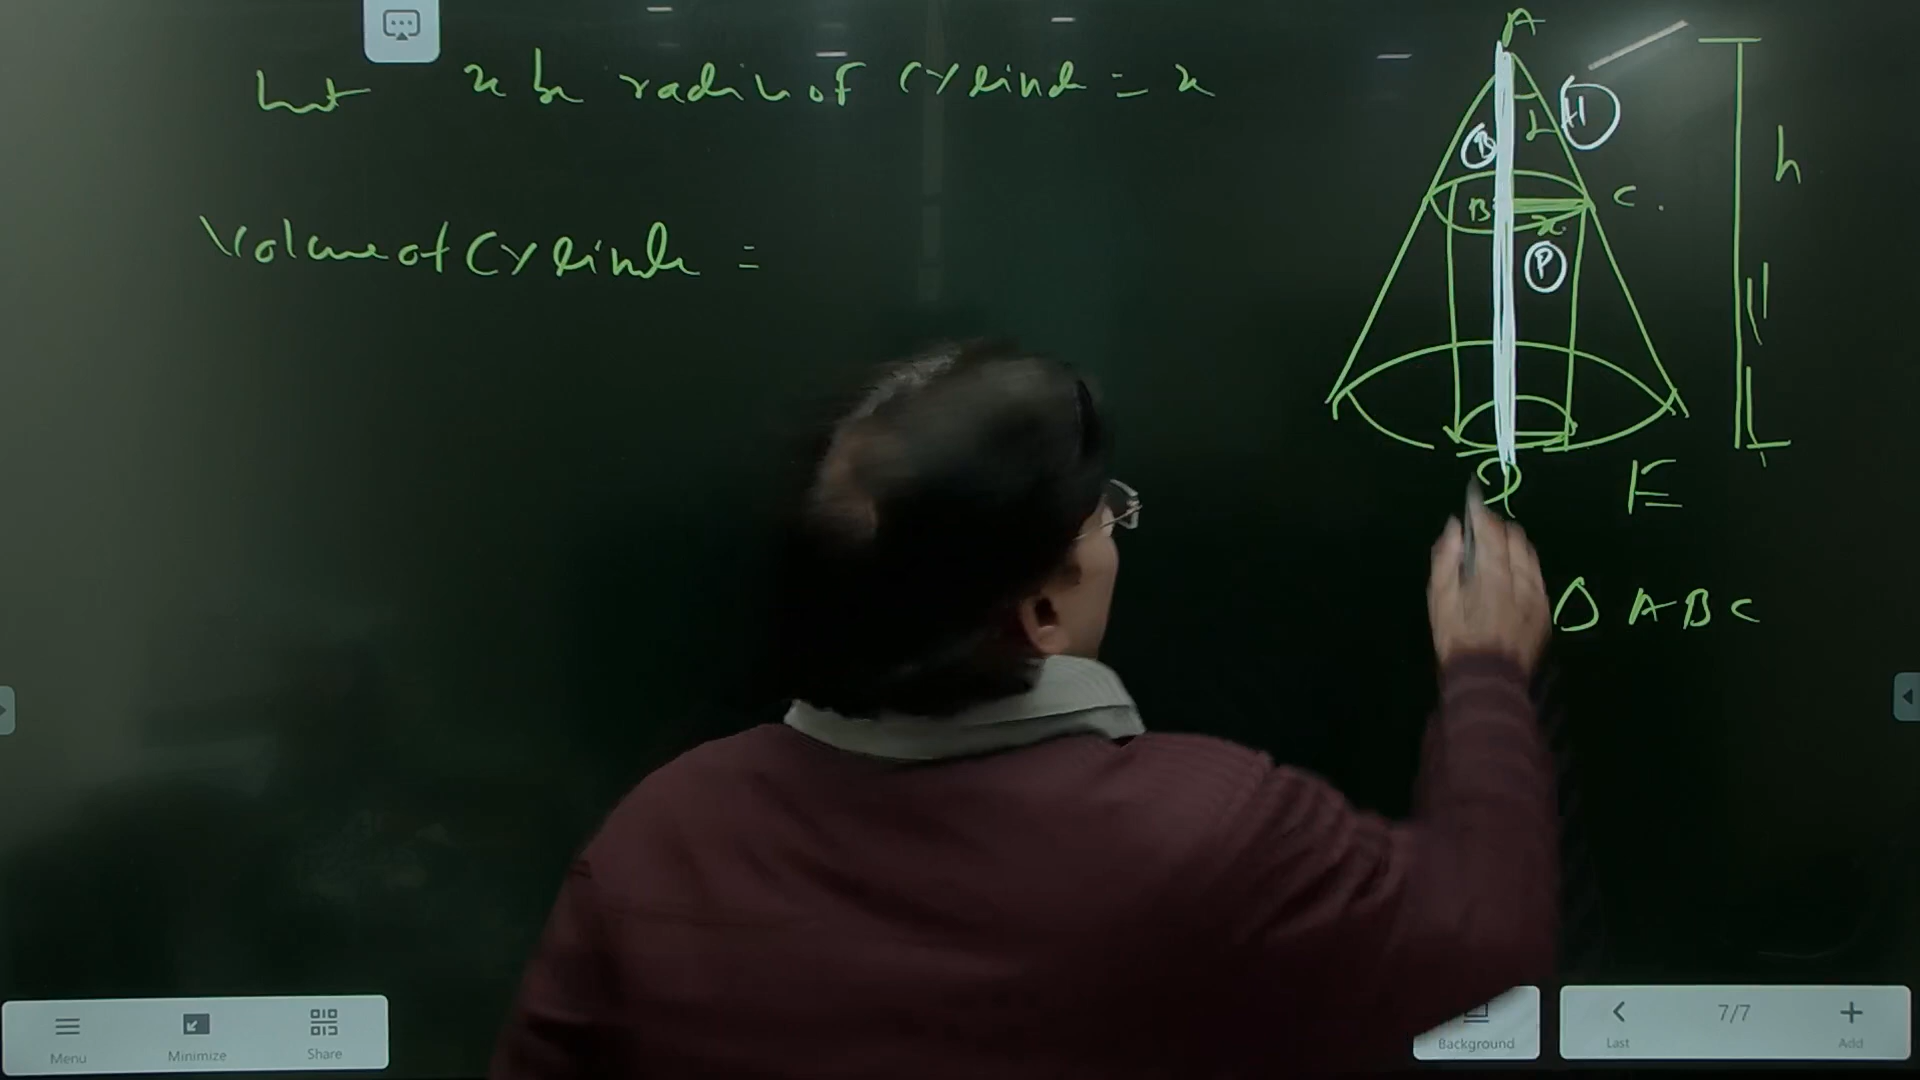 Let x be radius of cylinder = x
Volume of Cylinder =
A
h
α
H
B
B
C
x
P
D
E
Δ ABC
Menu
Minimize
Share
Background
Last
7/7
Add